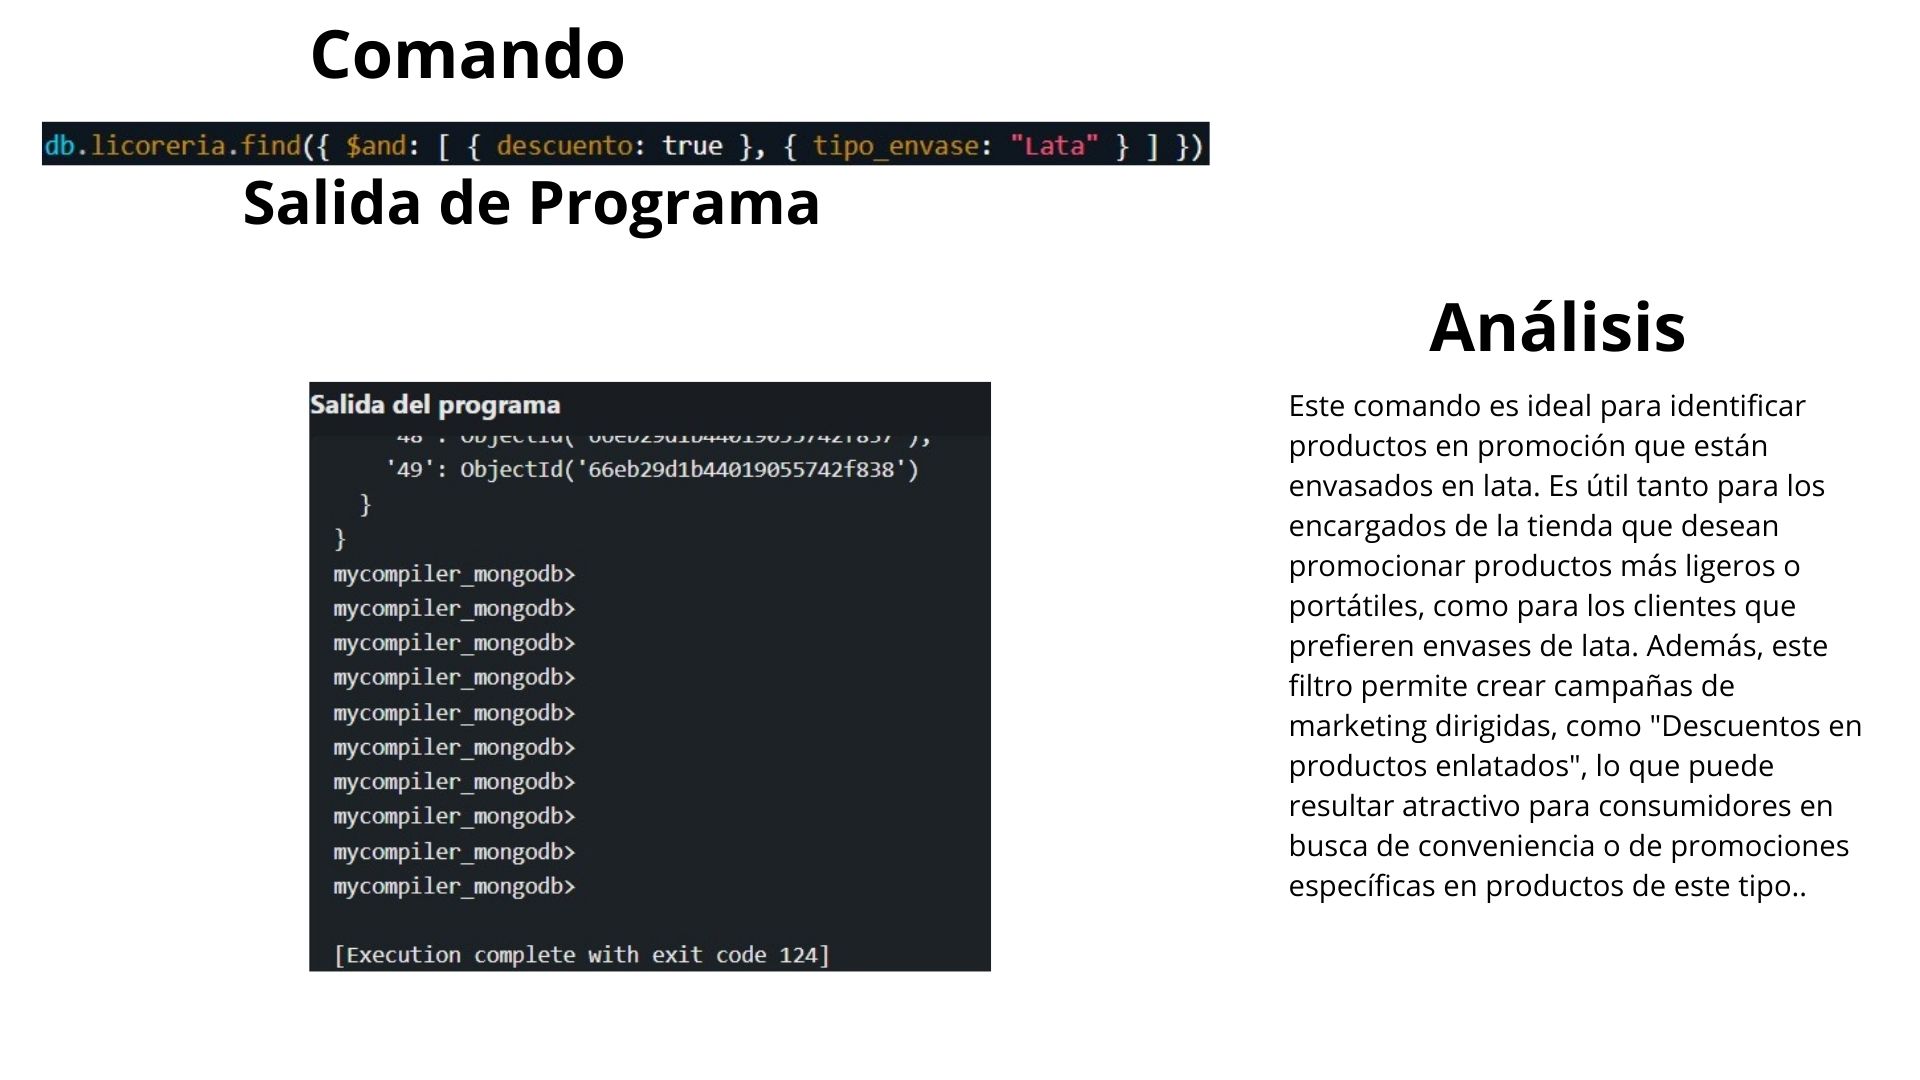 Comando
db.licoreria.find({ $and: [ { descuento: true }, { tipo_envase: "Lata" } ] })
Salida de Programa
Salida del programa
'49': ObjectId('66eb29d1b44019055742f838')
}
}
mycompiler_mongodb>
mycompiler_mongodb>
mycompiler_mongodb>
mycompiler_mongodb>
mycompiler_mongodb>
mycompiler_mongodb>
mycompiler_mongodb>
mycompiler_mongodb>
mycompiler_mongodb>
mycompiler_mongodb>
[Execution complete with exit code 124]
Análisis
Este comando es ideal para identificar
productos en promoción que están
envasados en lata. Es útil tanto para los
encargados de la tienda que desean
promocionar productos más ligeros o
portátiles, como para los clientes que
prefieren envases de lata. Además, este
filtro permite crear campañas de
marketing dirigidas, como "Descuentos en
productos enlatados", lo que puede
resultar atractivo para consumidores en
busca de conveniencia o de promociones
específicas en productos de este tipo..